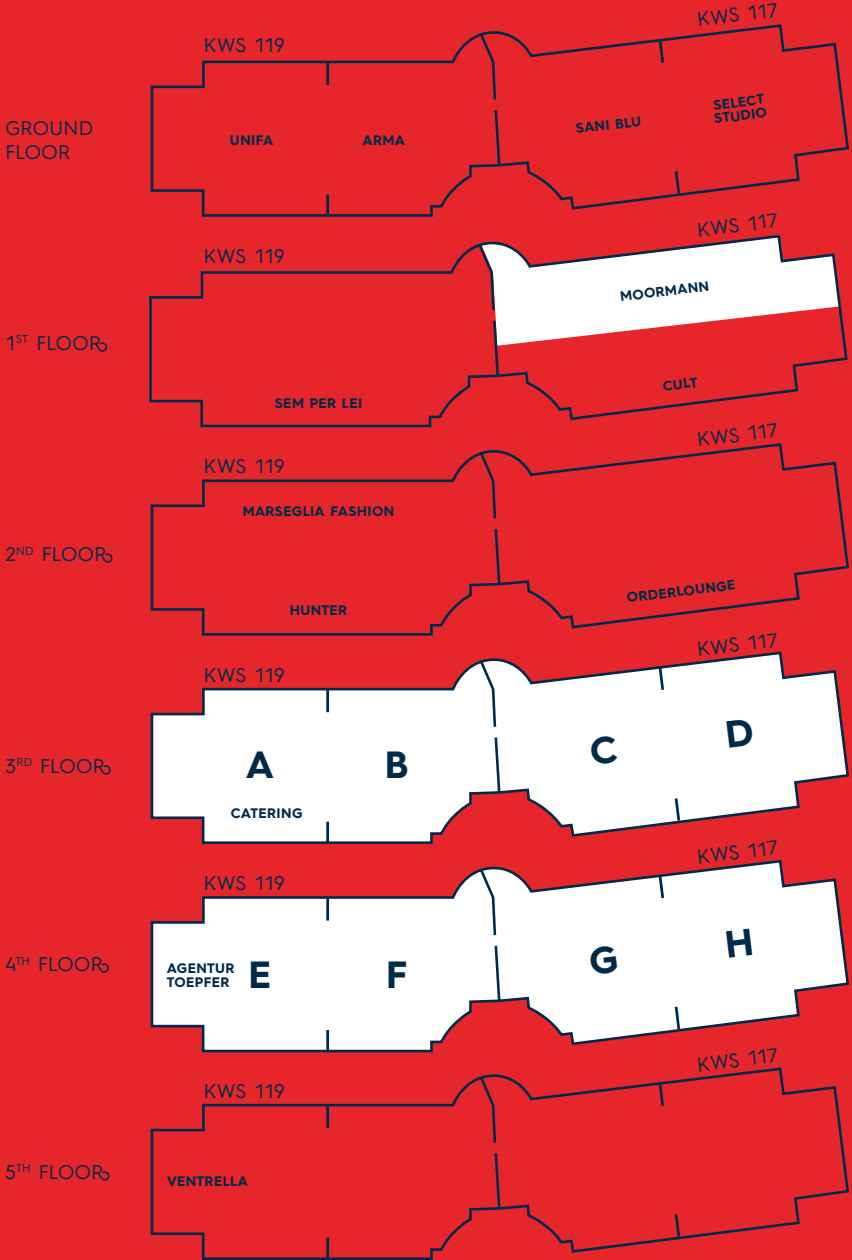 KWS 119
KWS 117
GROUND
FLOOR
UNIFA
ARMA
SANI BLU
SELECT
STUDIO
KWS 119
KWS 117
1ST FLOOR
MOORMANN
SEM PER LEI
CULT
KWS 119
KWS 117
2ND FLOOR
MARSEGLIA FASHION
HUNTER
ORDERLOUNGE
KWS 119
KWS 117
3RD FLOOR
A
B
C
D
CATERING
KWS 119
KWS 117
4TH FLOOR
AGENTUR
TOEPFER
E
F
G
H
KWS 119
KWS 117
5TH FLOOR
VENTRELLA